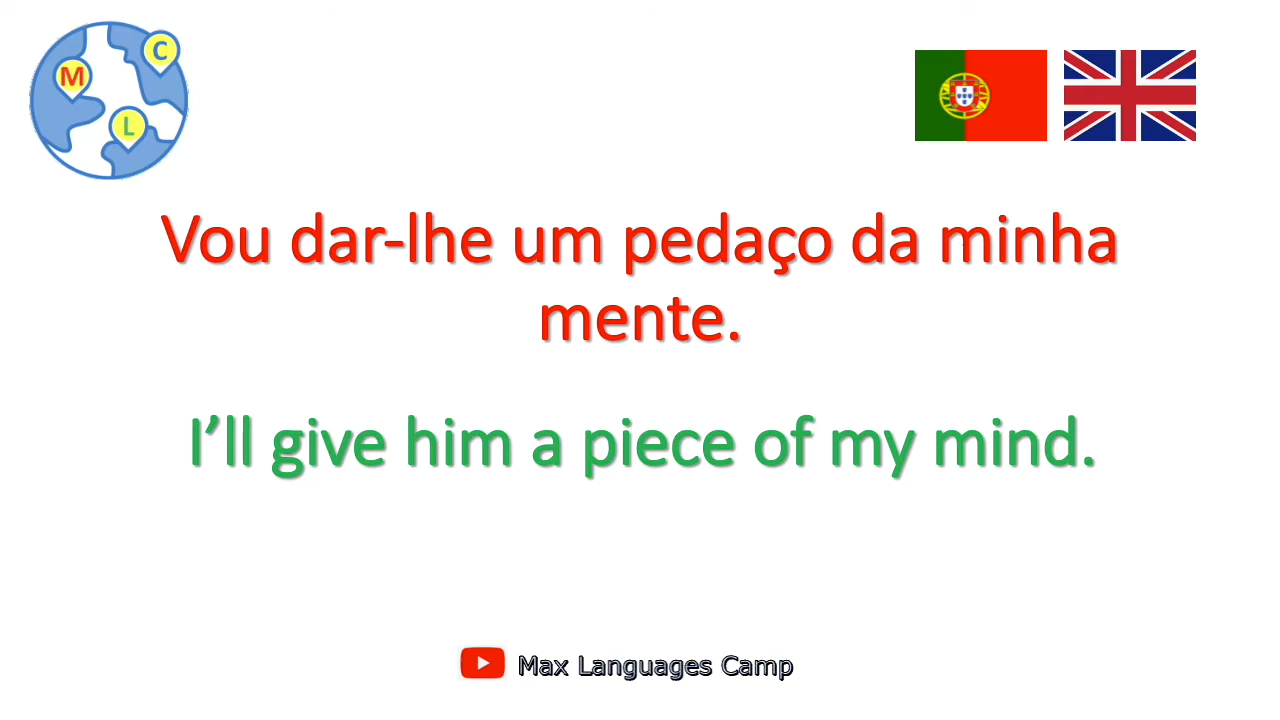 M
C
L
Vou dar-lhe um pedaço da minha
mente.
I’ll give him a piece of my mind.
Max Languages Camp